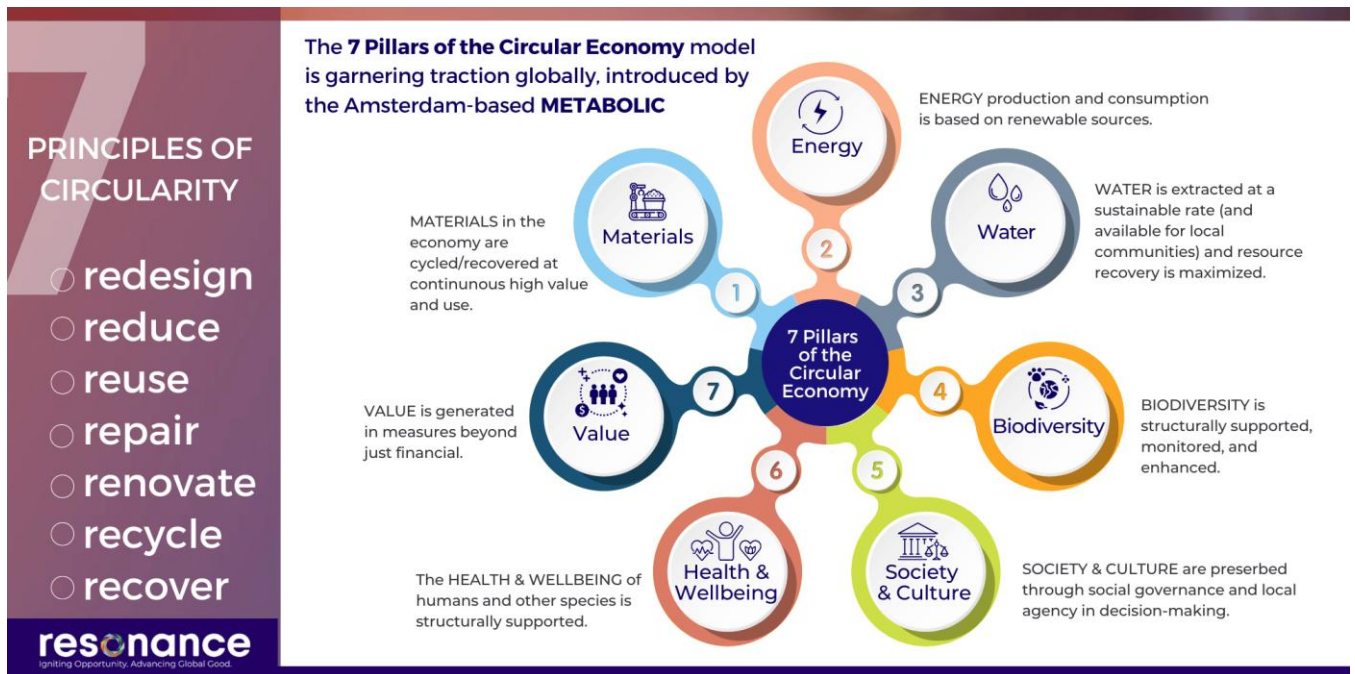 7
PRINCIPLES OF
CIRCULARITY
redesign
reduce
reuse
repair
renovate
recycle
recover
resonance
Igniting Opportunity. Advancing Global Good.
The 7 Pillars of the Circular Economy model
is garnering traction globally, introduced by
the Amsterdam-based METABOLIC
7 Pillars
of the
Circular
Economy
1
Materials
MATERIALS in the
economy are
cycled/recovered at
continunous high value
and use.
2
Energy
ENERGY production and consumption
is based on renewable sources.
3
Water
WATER is extracted at a
sustainable rate (and
available for local
communities) and resource
recovery is maximized.
4
Biodiversity
BIODIVERSITY is
structurally supported,
monitored, and
enhanced.
5
Society
& Culture
SOCIETY & CULTURE are preserbed
through social governance and local
agency in decision-making.
6
Health &
Wellbeing
The HEALTH & WELLBEING of
humans and other species is
structurally supported.
7
Value
VALUE is generated
in measures beyond
just financial.